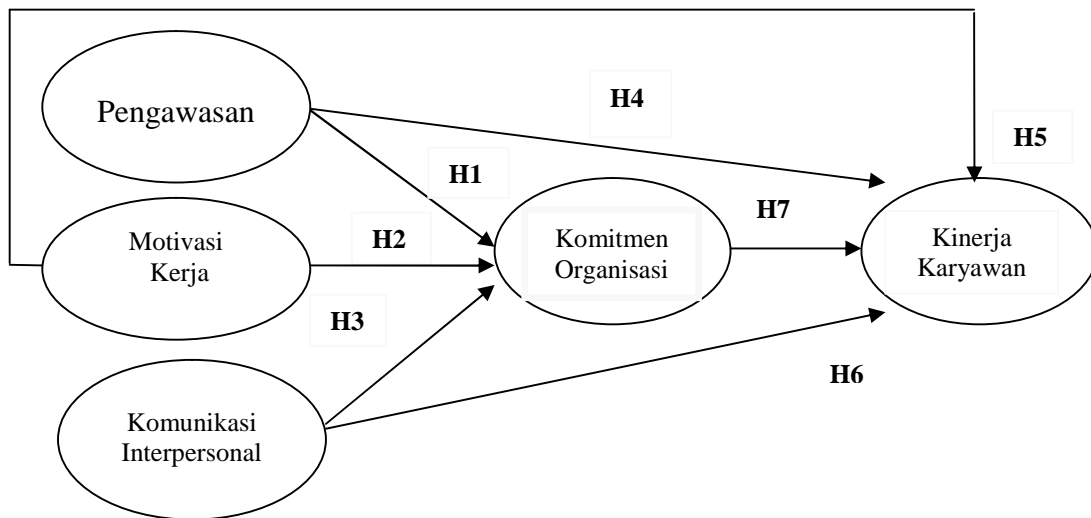 Pengawasan
H4
H5
H1
Motivasi
Kerja
H2
Komitmen
Organisasi
H7
Kinerja
Karyawan
H3
H6
Komunikasi
Interpersonal